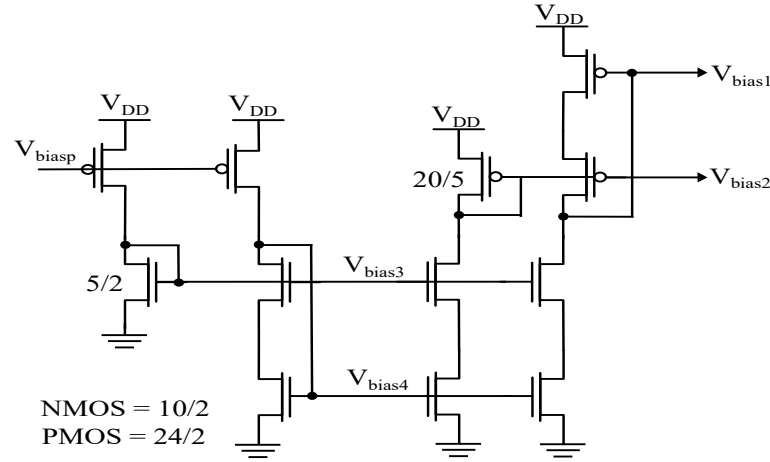 V_DD
V_DD
V_bias1
V_DD
V_DD
V_DD
V_biasp
20/5
V_bias2
5/2
V_bias3
V_bias4
NMOS = 10/2
PMOS = 24/2